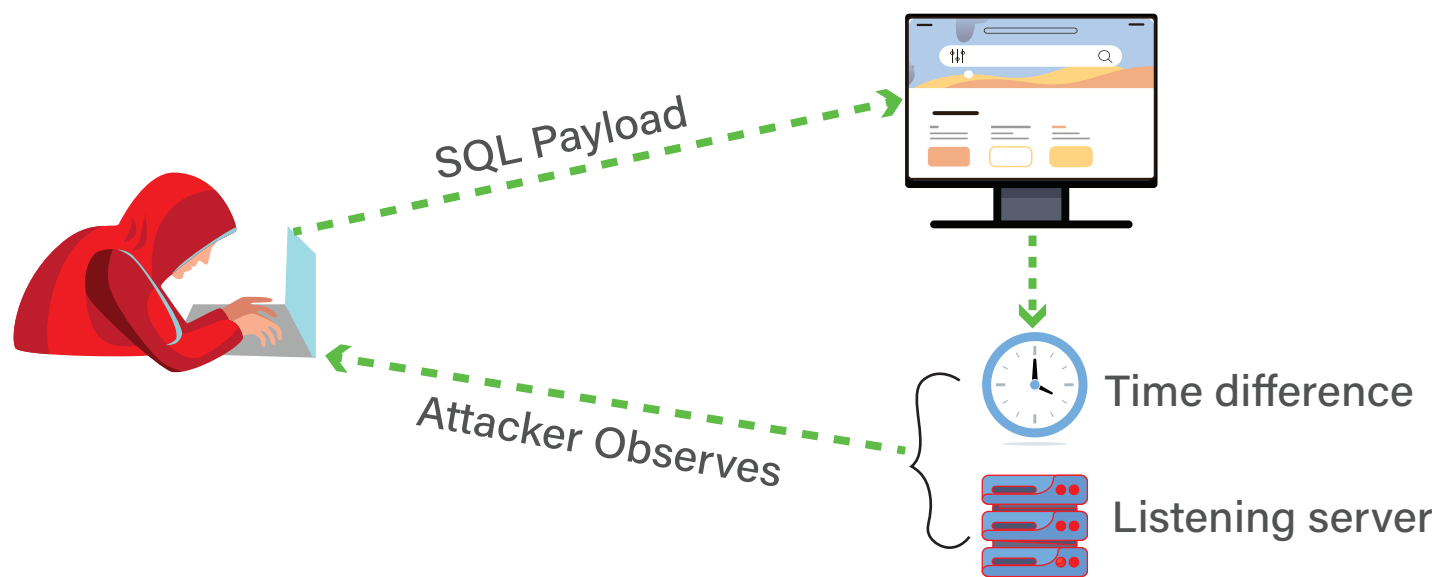 SQL Payload
Time difference
Attacker Observes
Listening server